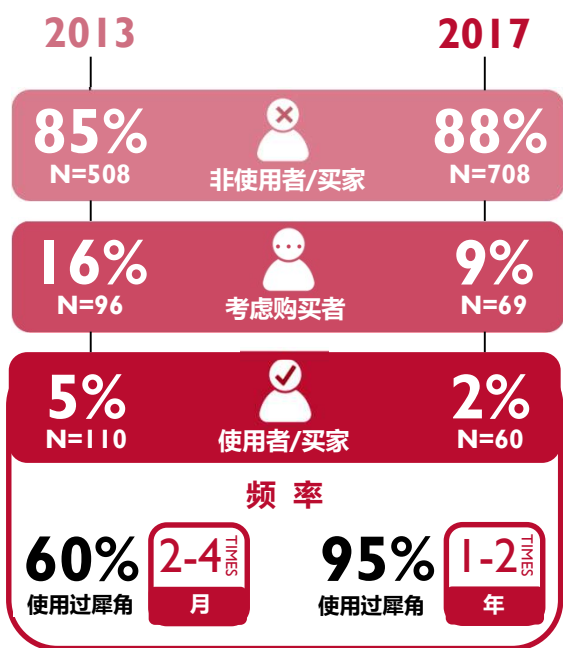 2013 2017
85% 88%
N=508 非使用者/买家 N=708
16% 9%
N=96 考虑购买者 N=69
5% 2%
N=110 使用者/买家 N=60
频 率
60% 2-4 TIMES 95% 1-2 TIMES
使用过犀角 月 使用过犀角 年